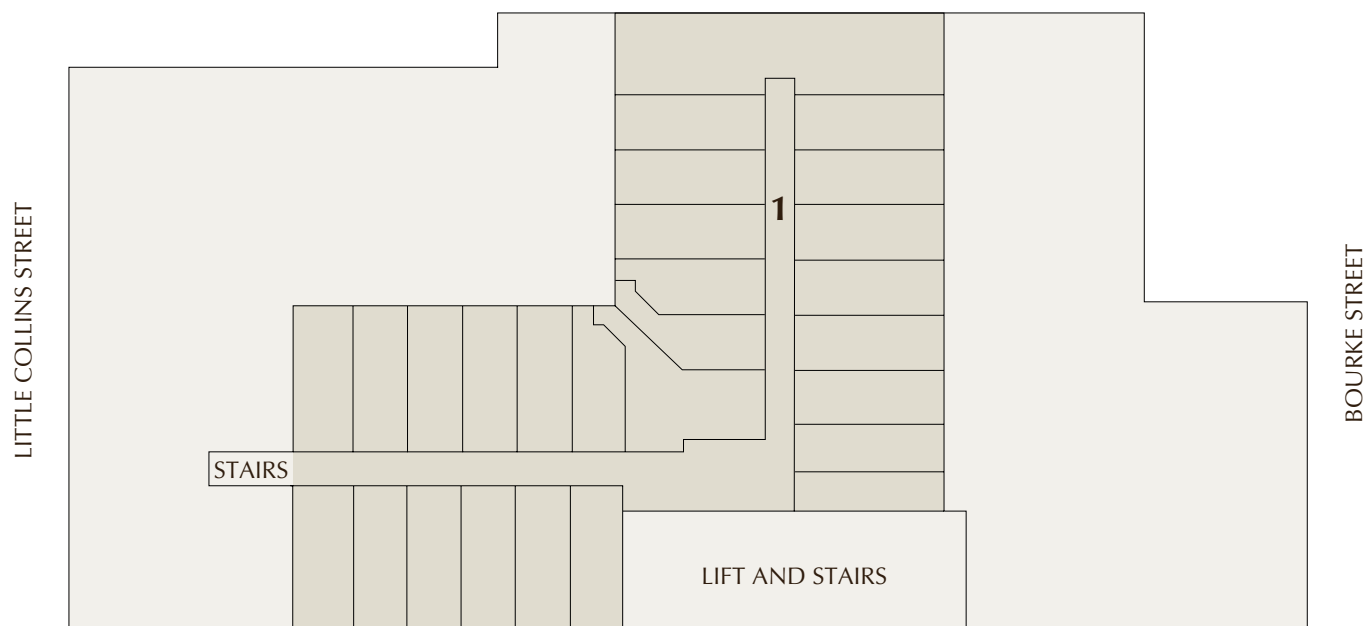 LITTLE COLLINS STREET
1
BOURKE STREET
STAIRS
LIFT AND STAIRS